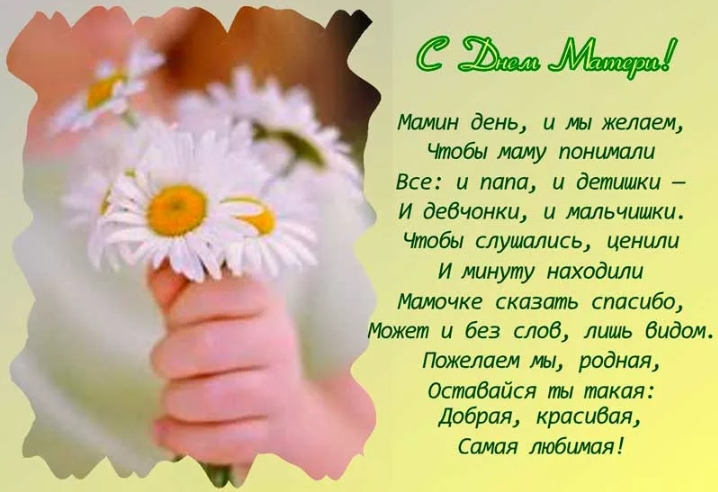 С Днем Матери!
Мамин день, и мы желаем,
Чтобы маму понимали
Все: и папа, и детишки —
И девчонки, и мальчишки.
Чтобы слушались, ценили
И минуту находили
Мамочке сказать спасибо,
Может и без слов, лишь видом.
Пожелаем мы, родная,
Оставайся ты такая:
Добрая, красивая,
Самая любимая!